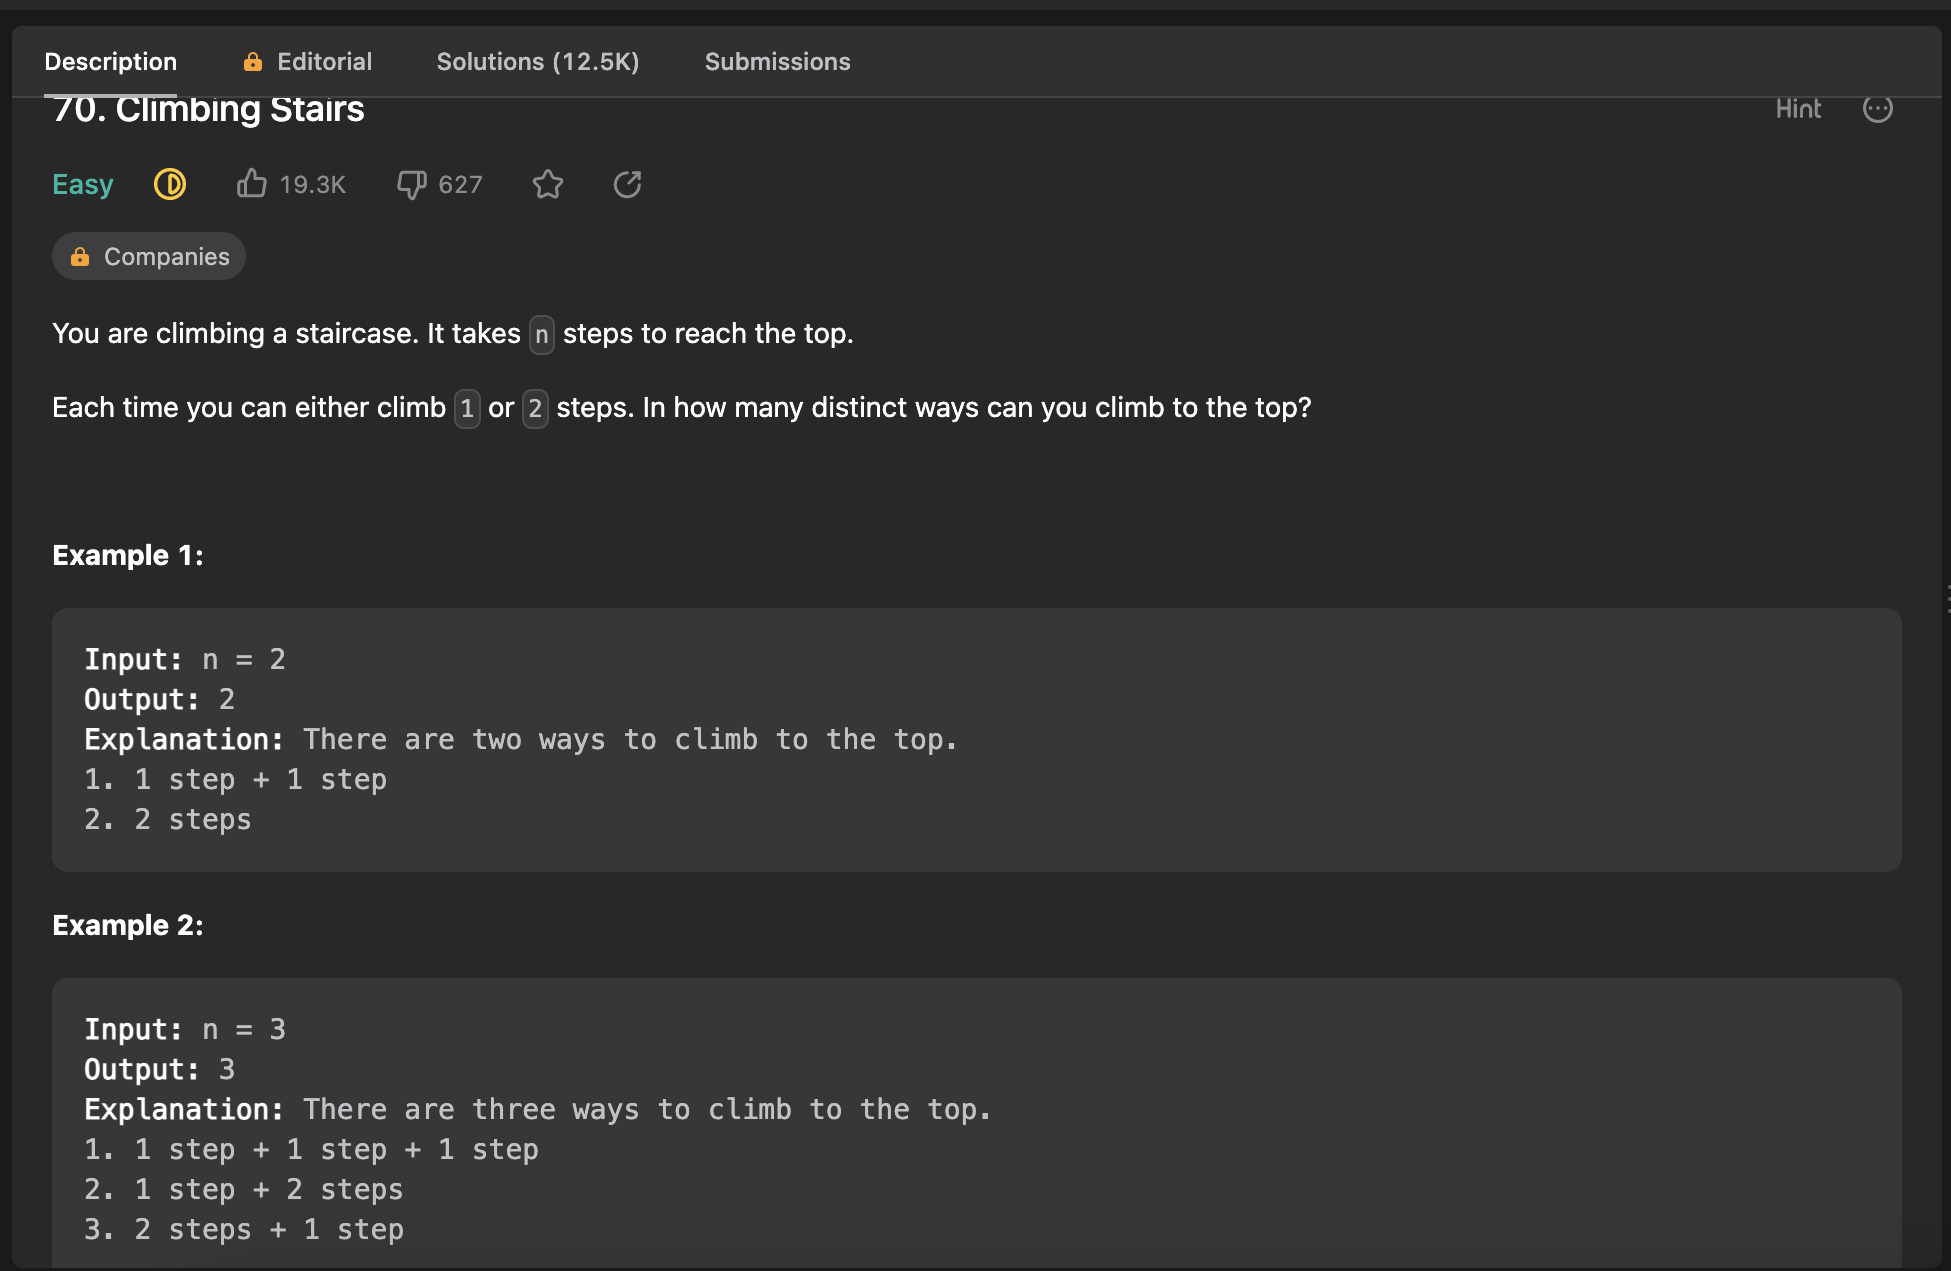 Description Editorial Solutions (12.5K) Submissions
70. Climbing Stairs Hint
Easy 19.3K 627
Companies
You are climbing a staircase. It takes n steps to reach the top.
Each time you can either climb 1 or 2 steps. In how many distinct ways can you climb to the top?
Example 1:
Input: n = 2
Output: 2
Explanation: There are two ways to climb to the top.
1. 1 step + 1 step
2. 2 steps
Example 2:
Input: n = 3
Output: 3
Explanation: There are three ways to climb to the top.
1. 1 step + 1 step + 1 step
2. 1 step + 2 steps
3. 2 steps + 1 step